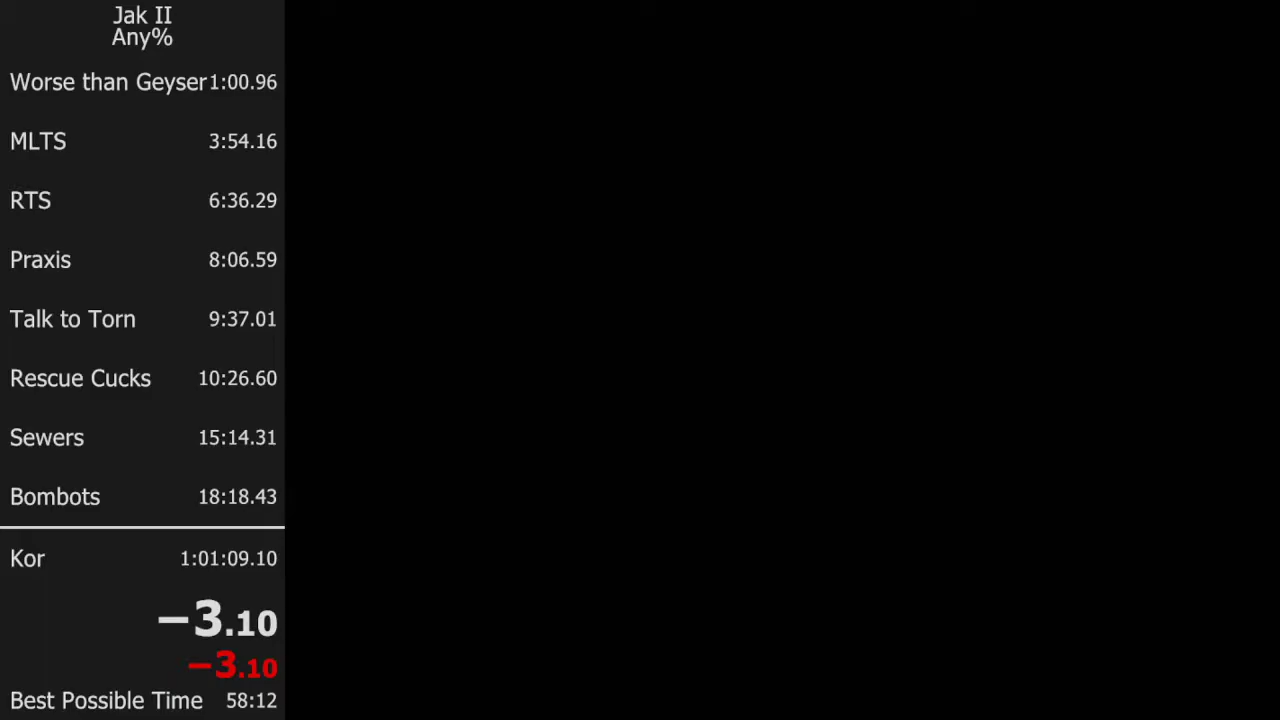 Jak II
Any%
Worse than Geyser 1:00.96
MLTS 3:54.16
RTS 6:36.29
Praxis 8:06.59
Talk to Torn 9:37.01
Rescue Cucks 10:26.60
Sewers 15:14.31
Bombots 18:18.43
Kor 1:01:09.10
−3.10
−3.10
Best Possible Time 58:12